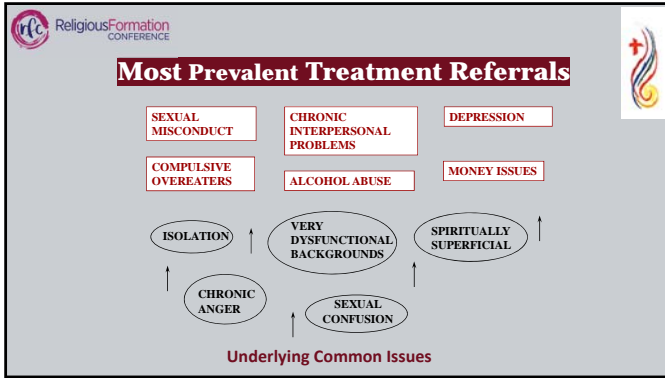 rfc
ReligiousFormation
CONFERENCE
Most Prevalent Treatment Referrals
SEXUAL
MISCONDUCT
CHRONIC
INTERPERSONAL
PROBLEMS
DEPRESSION
COMPULSIVE
OVEREATERS
ALCOHOL ABUSE
MONEY ISSUES
ISOLATION
VERY
DYSFUNCTIONAL
BACKGROUNDS
SPIRITUALLY
SUPERFICIAL
CHRONIC
ANGER
SEXUAL
CONFUSION
Underlying Common Issues